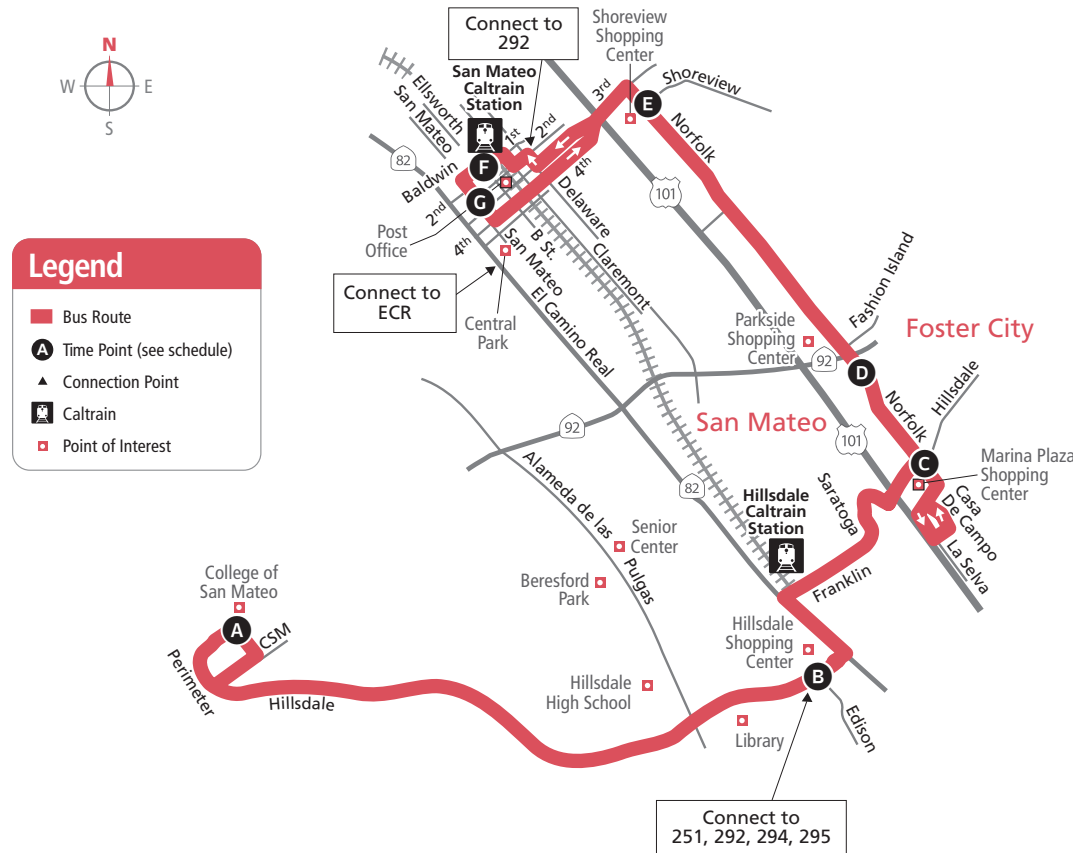 N
W
E
S
Connect to
292
Shoreview
Shopping
Center
San Mateo
Caltrain
Station
Ellsworth
San Mateo
Shoreview
3rd
E
Norfolk
1st
2nd
4th
82
Baldwin
F
G
2nd
4th
Post
Office
Delaware
Claremont
B St.
San Mateo
El Camino Real
101
Legend
Bus Route
A
Time Point (see schedule)
Connection Point
Caltrain
Point of Interest
Connect to
ECR
Central
Park
Parkside
Shopping
Center
Fashion Island
Foster City
92
D
Norfolk
Hillsdale
San Mateo
92
101
C
Marina Plaza
Shopping
Center
Casa
De Campo
La Selva
Alameda de las
Pulgas
82
Saratoga
Hillsdale
Caltrain
Station
Franklin
Senior
Center
Beresford
Park
College of
San Mateo
A
CSM
Perimeter
Hillsdale
Hillsdale
Shopping
Center
B
Hillsdale
High School
Library
Edison
Connect to
251, 292, 294, 295